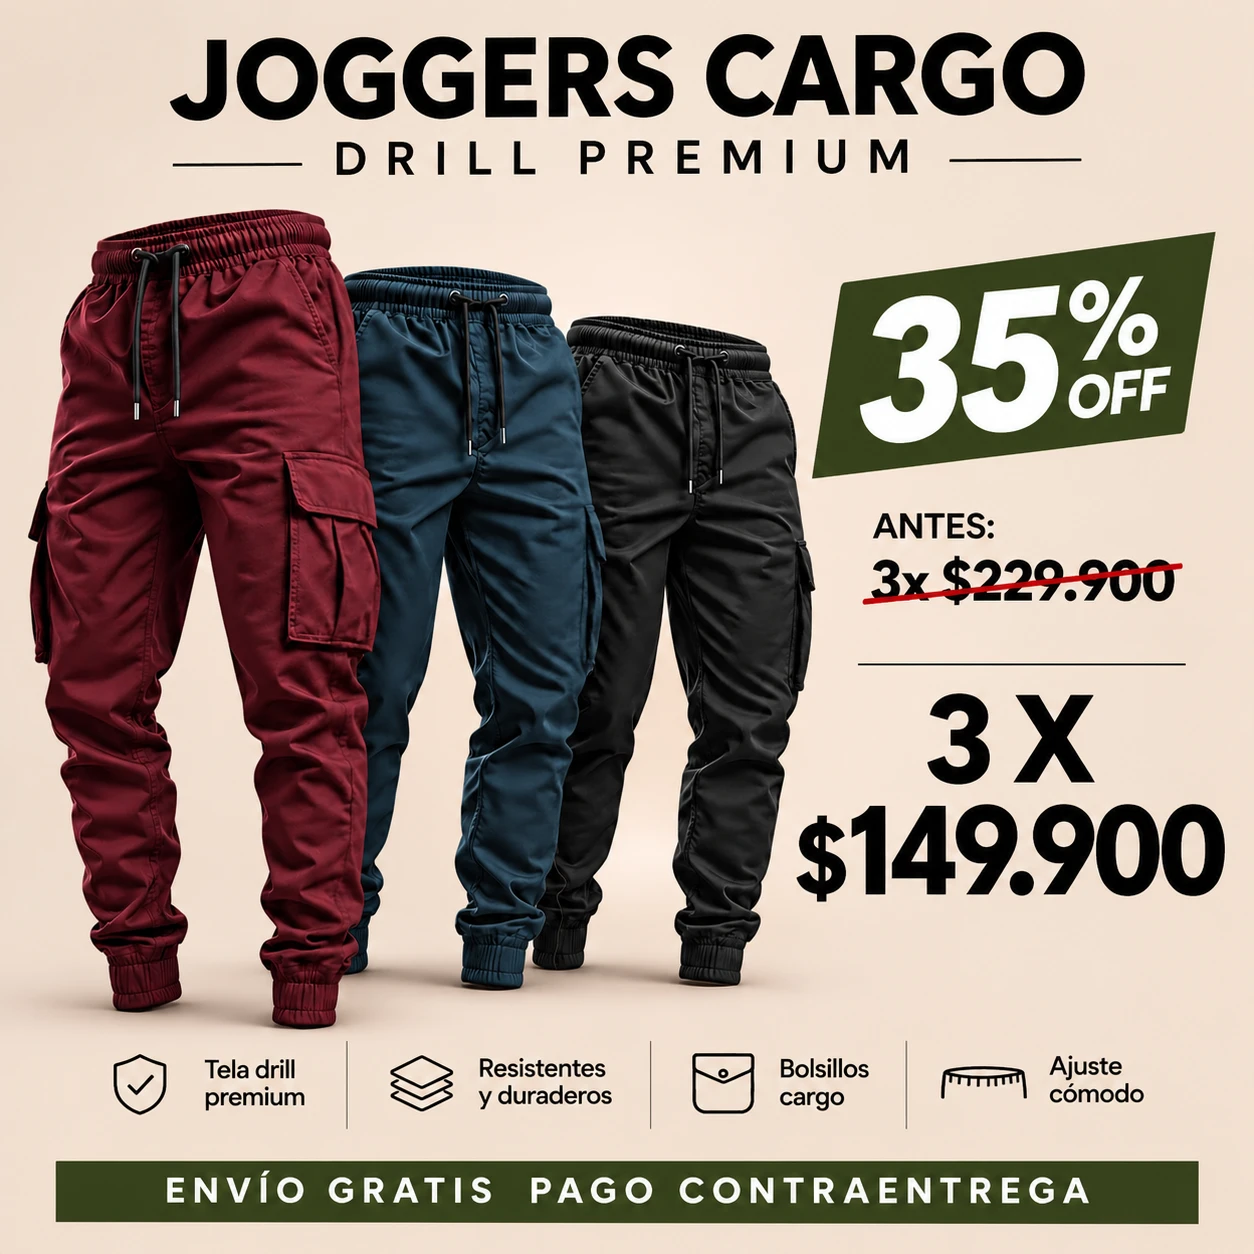 JOGGERS CARGO
DRILL PREMIUM
35% OFF
ANTES:
3x $229.900
3 X
$149.900
Tela drill
premium
Resistentes
y duraderos
Bolsillos
cargo
Ajuste
cómodo
ENVÍO GRATIS PAGO CONTRAENTREGA